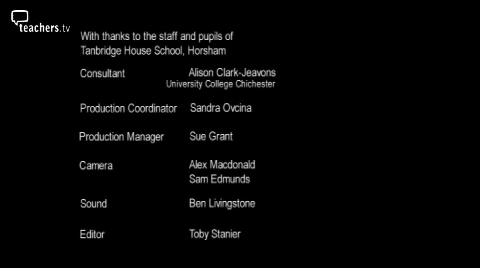 teachers.tv
With thanks to the staff and pupils of
Tanbridge House School, Horsham
Consultant Alison Clark-Jeavons
University College Chichester
Production Coordinator Sandra Ovcina
Production Manager Sue Grant
Camera Alex Macdonald
Sam Edmunds
Sound Ben Livingstone
Editor Toby Stanier